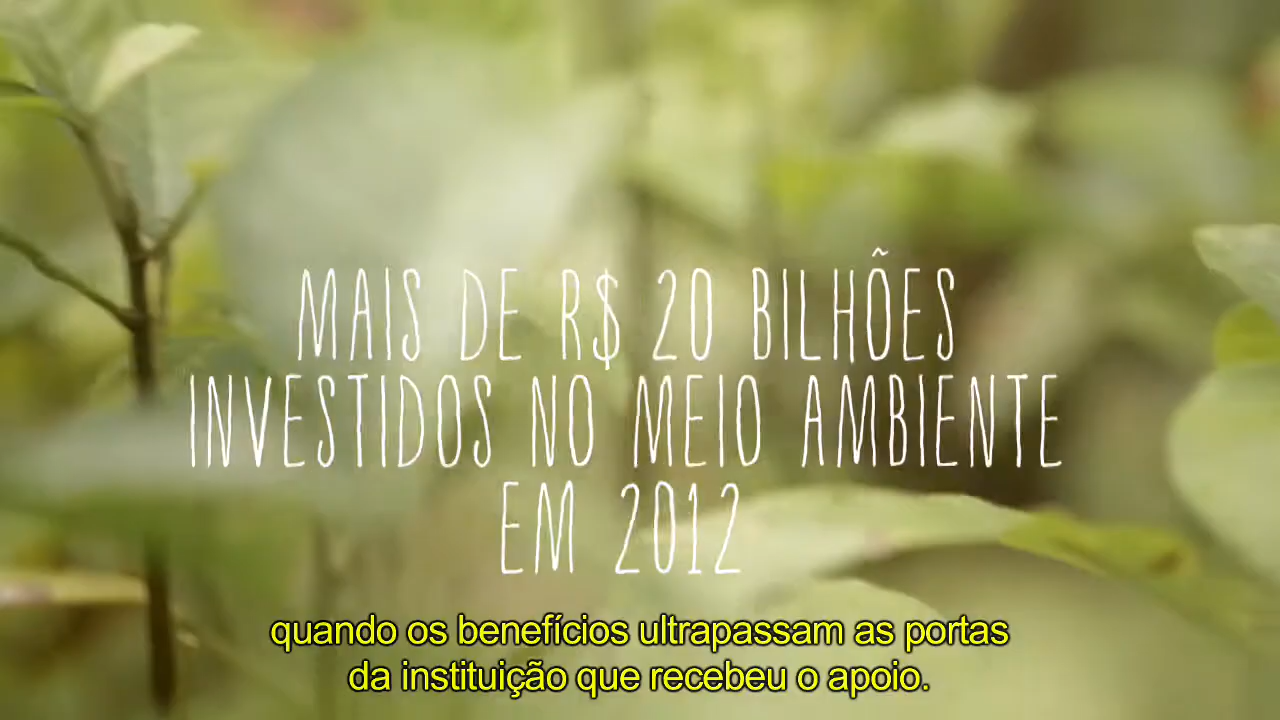 MAIS DE R$ 20 BILHÕES
INVESTIDOS NO MEIO AMBIENTE
EM 2012
quando os benefícios ultrapassam as portas
da instituição que recebeu o apoio.